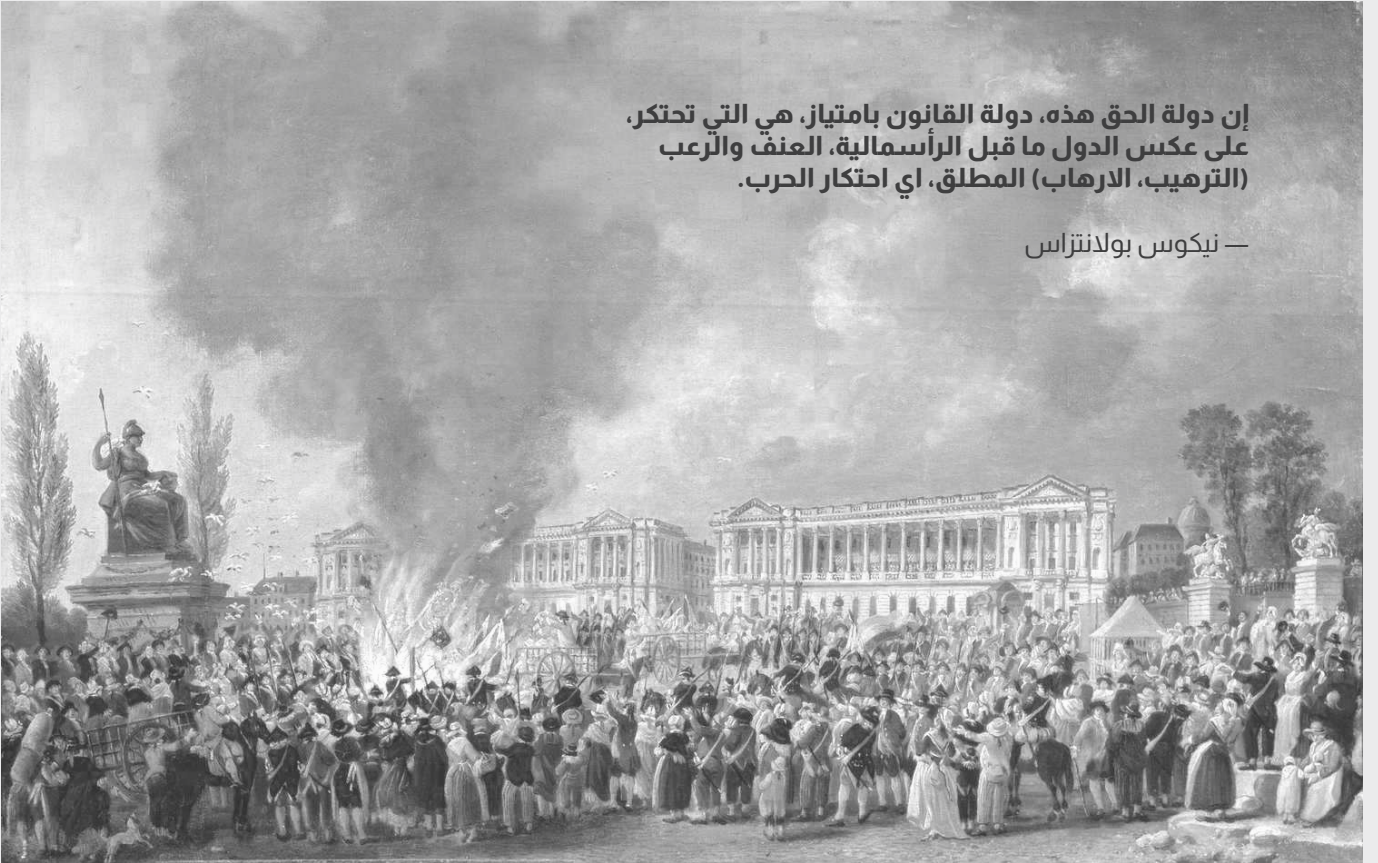 إن دولة الحق هذه، دولة القانون بامتياز، هي التي تحتكر،
على عكس الدول ما قبل الرأسمالية، العنف والرعب
(الترهيب، الارهاب) المطلق، اي احتكار الحرب.
— نيكوس بولانتزاس